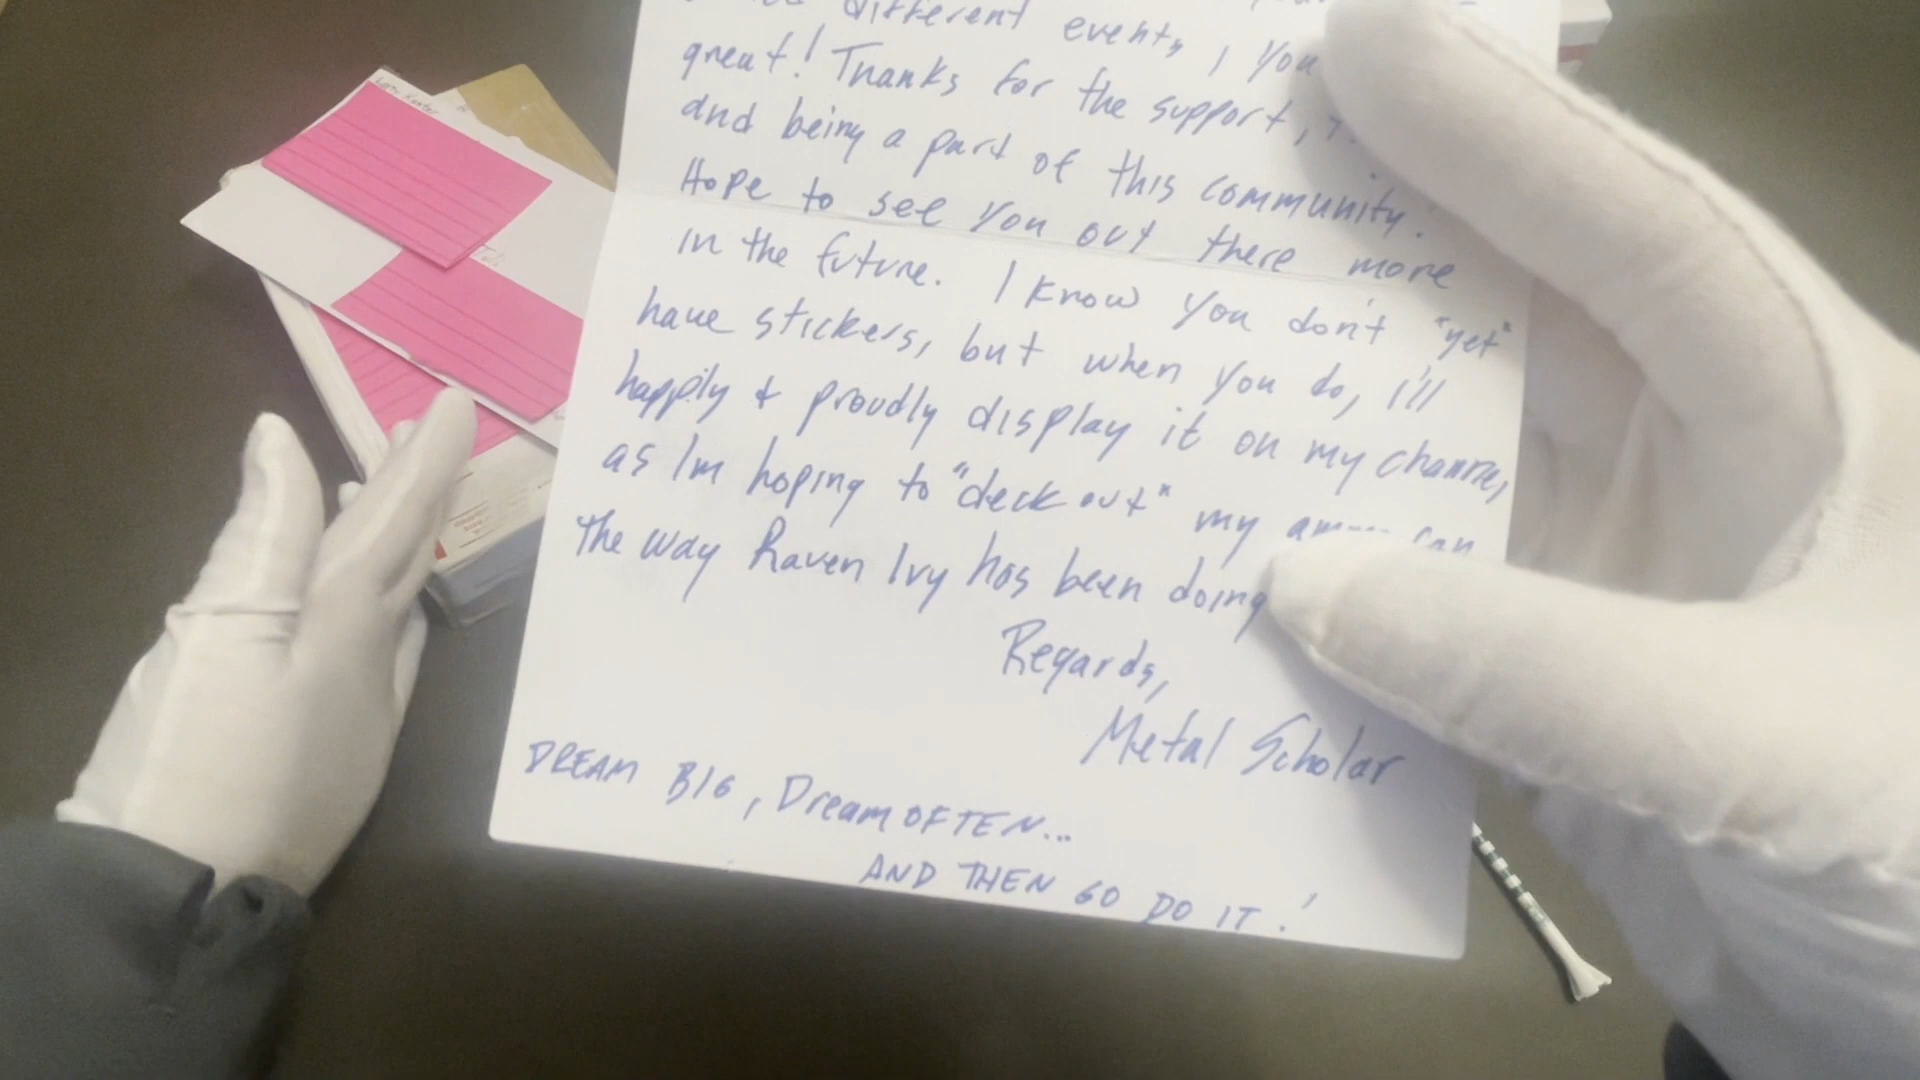 different events, you
great! Thanks for the support,
and being a part of this community.
Hope to see you out there more
in the future. I know you don't "yet"
have stickers, but when you do, I'll
happily & proudly display it on my channel,
as Im hoping to "deck out" my can
the way Raven Ivy has been doing
Regards,
Metal Scholar
DREAM BIG, Dream OFTEN...
AND THEN GO DO IT!